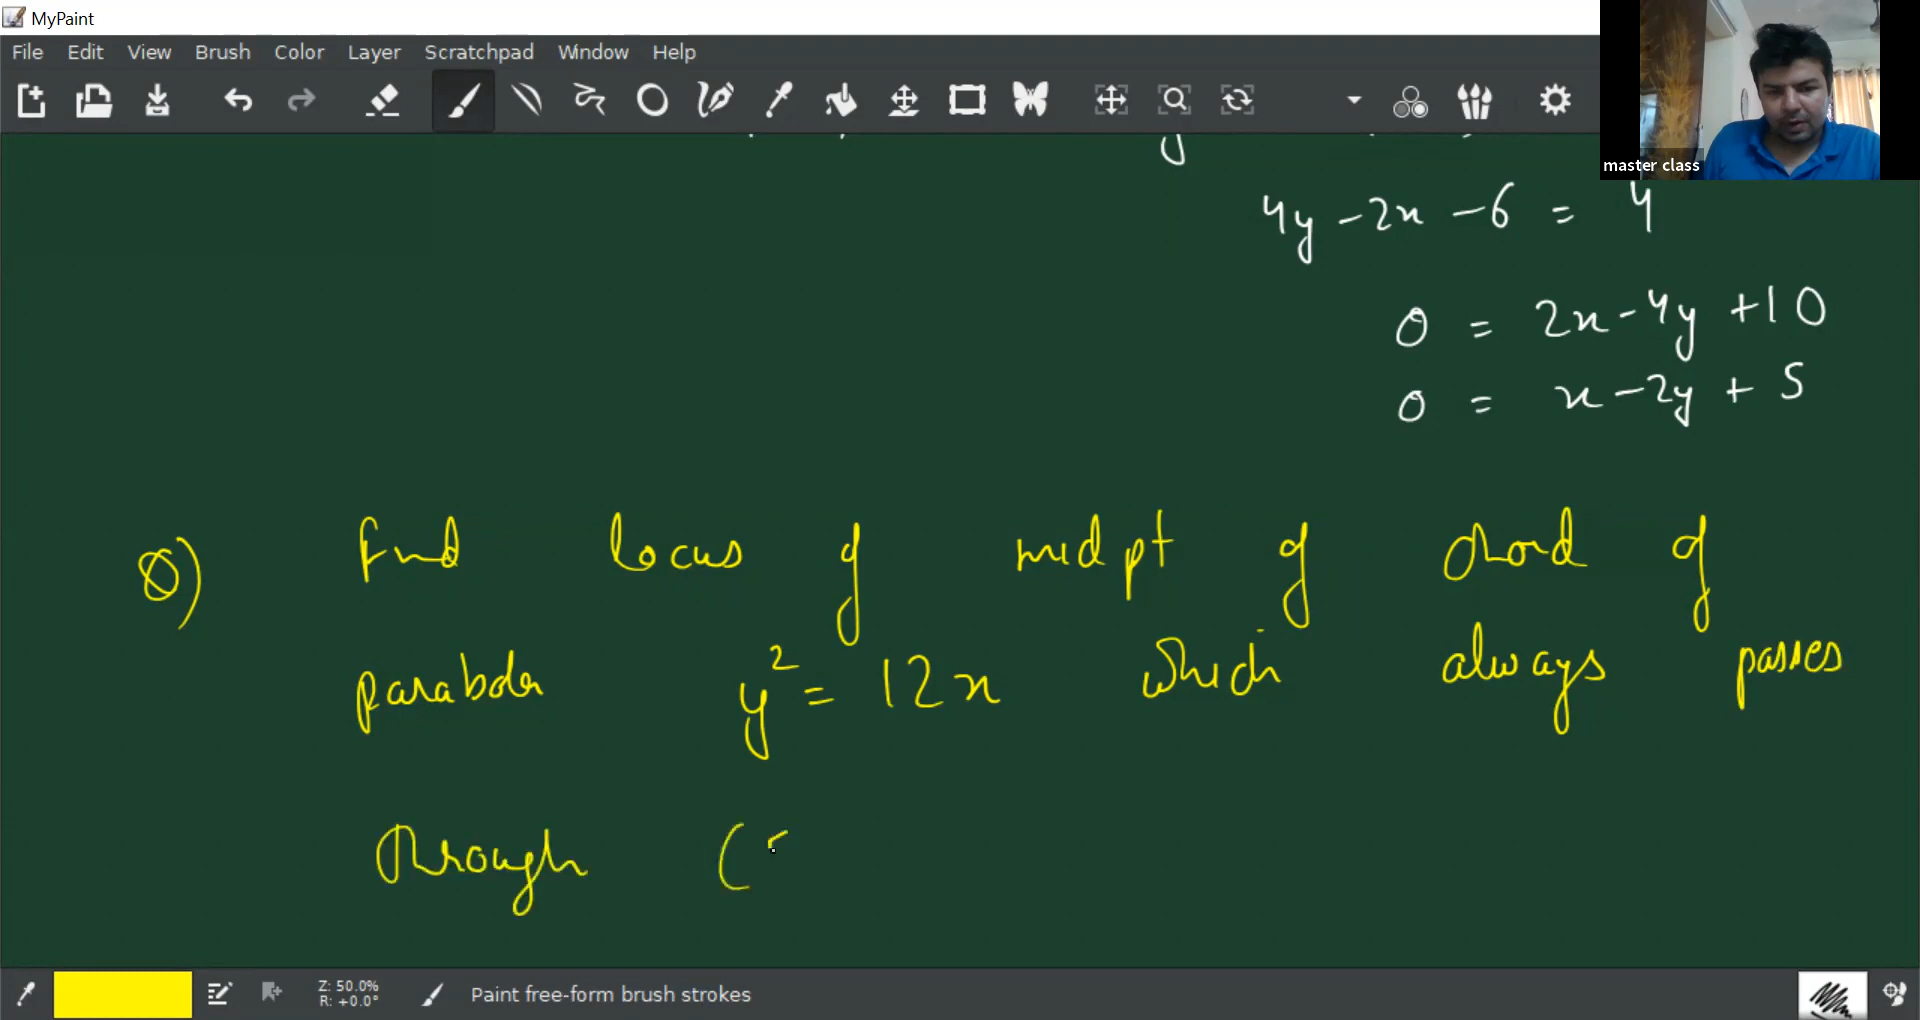 MyPaint
File Edit View Brush Color Layer Scratchpad Window Help
master class
4y - 2x - 6 = 4
0 = 2x - 4y + 10
0 = x - 2y + 5
Q) Find locus of midpt of chord of
parabola y² = 12x which always passes
through (
Z: 50.0%
R: +0.0°
Paint free-form brush strokes